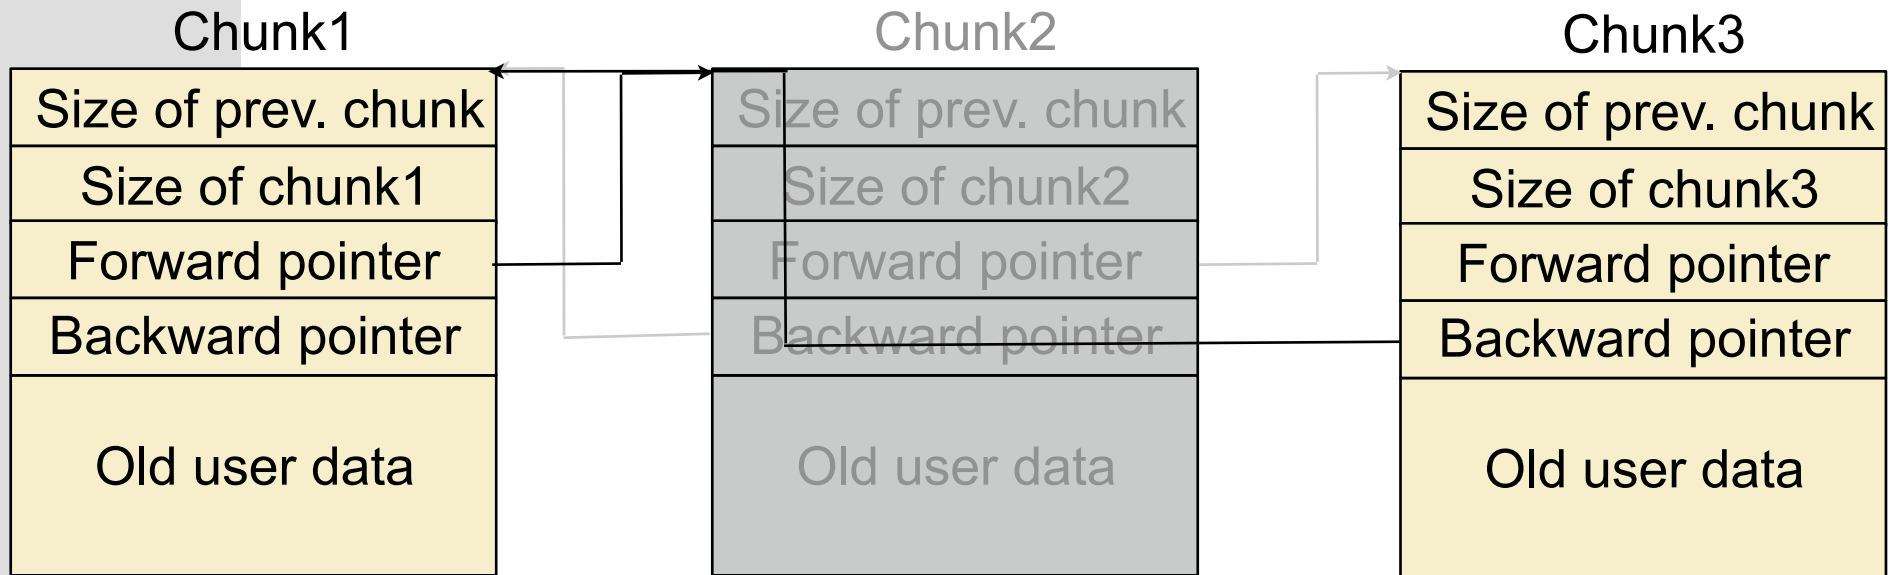 Chunk1
Size of prev. chunk
Size of chunk1
Forward pointer
Backward pointer
Old user data
Chunk2
Size of prev. chunk
Size of chunk2
Forward pointer
Backward pointer
Old user data
Chunk3
Size of prev. chunk
Size of chunk3
Forward pointer
Backward pointer
Old user data